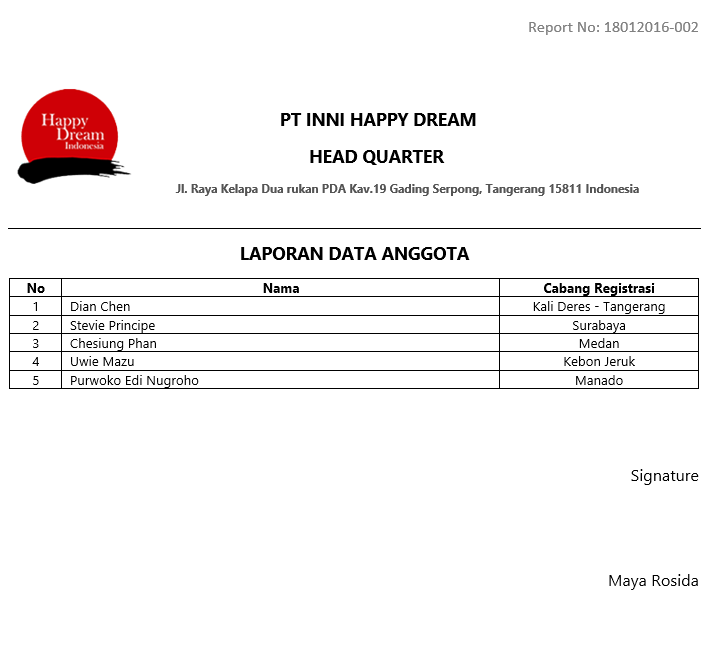 Report No: 18012016-002
Happy
Dream
Indonesia
PT INNI HAPPY DREAM
HEAD QUARTER
Jl. Raya Kelapa Dua rukan PDA Kav.19 Gading Serpong, Tangerang 15811 Indonesia
LAPORAN DATA ANGGOTA
No Nama Cabang Registrasi
1 Dian Chen Kali Deres - Tangerang
2 Stevie Principe Surabaya
3 Chesiung Phan Medan
4 Uwie Mazu Kebon Jeruk
5 Purwoko Edi Nugroho Manado
Signature
Maya Rosida